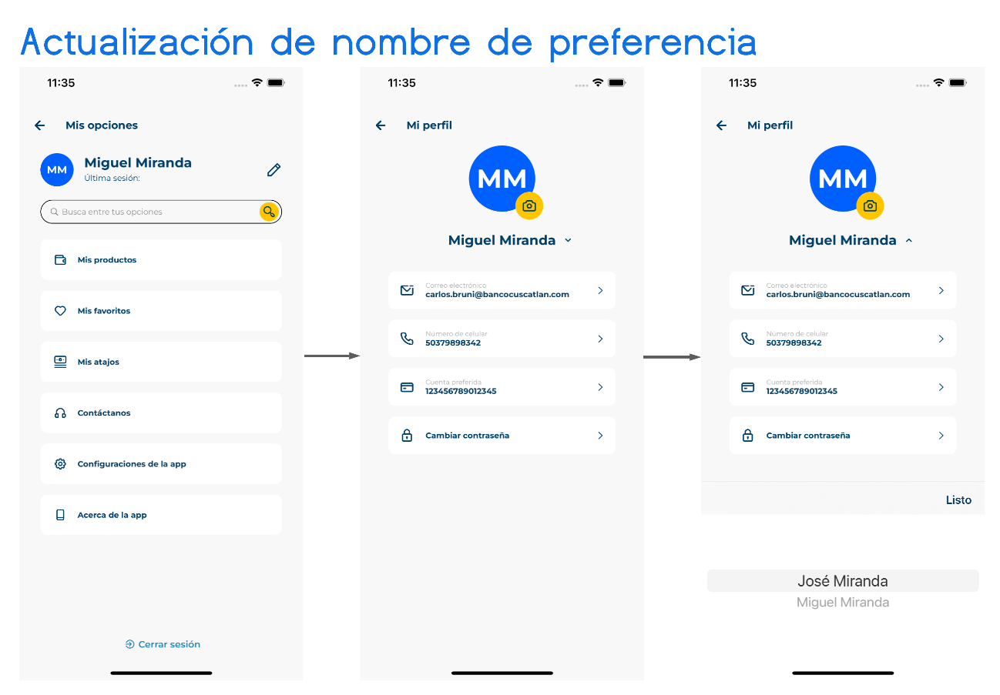 Actualización de nombre de preferencia
11:35
Mis opciones
MM
Miguel Miranda
Última sesión:
Busca entre tus opciones
Mis productos
Mis favoritos
Mis atajos
Contáctanos
Configuraciones de la app
Acerca de la app
Cerrar sesión
11:35
Mi perfil
MM
Miguel Miranda
Correo electrónico
carlos.bruni@bancocuscatlan.com
Número de celular
50379898342
Cuenta preferida
123456789012345
Cambiar contraseña
11:35
Mi perfil
MM
Miguel Miranda
Correo electrónico
carlos.bruni@bancocuscatlan.com
Número de celular
50379898342
Cuenta preferida
123456789012345
Cambiar contraseña
Listo
José Miranda
Miguel Miranda